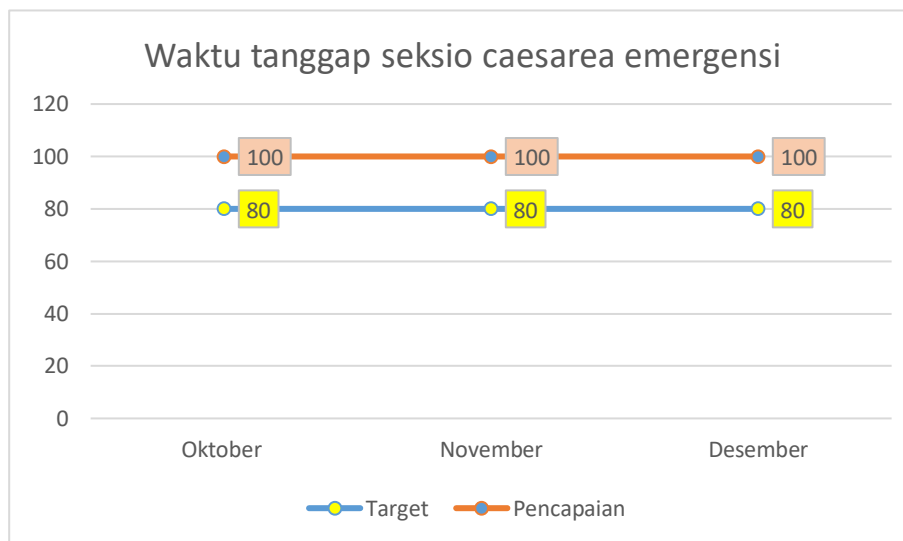 Waktu tanggap seksio caesarea emergensi
120
100
80
60
40
20
0
100 100 100
80 80 80
Oktober November Desember
Target Pencapaian